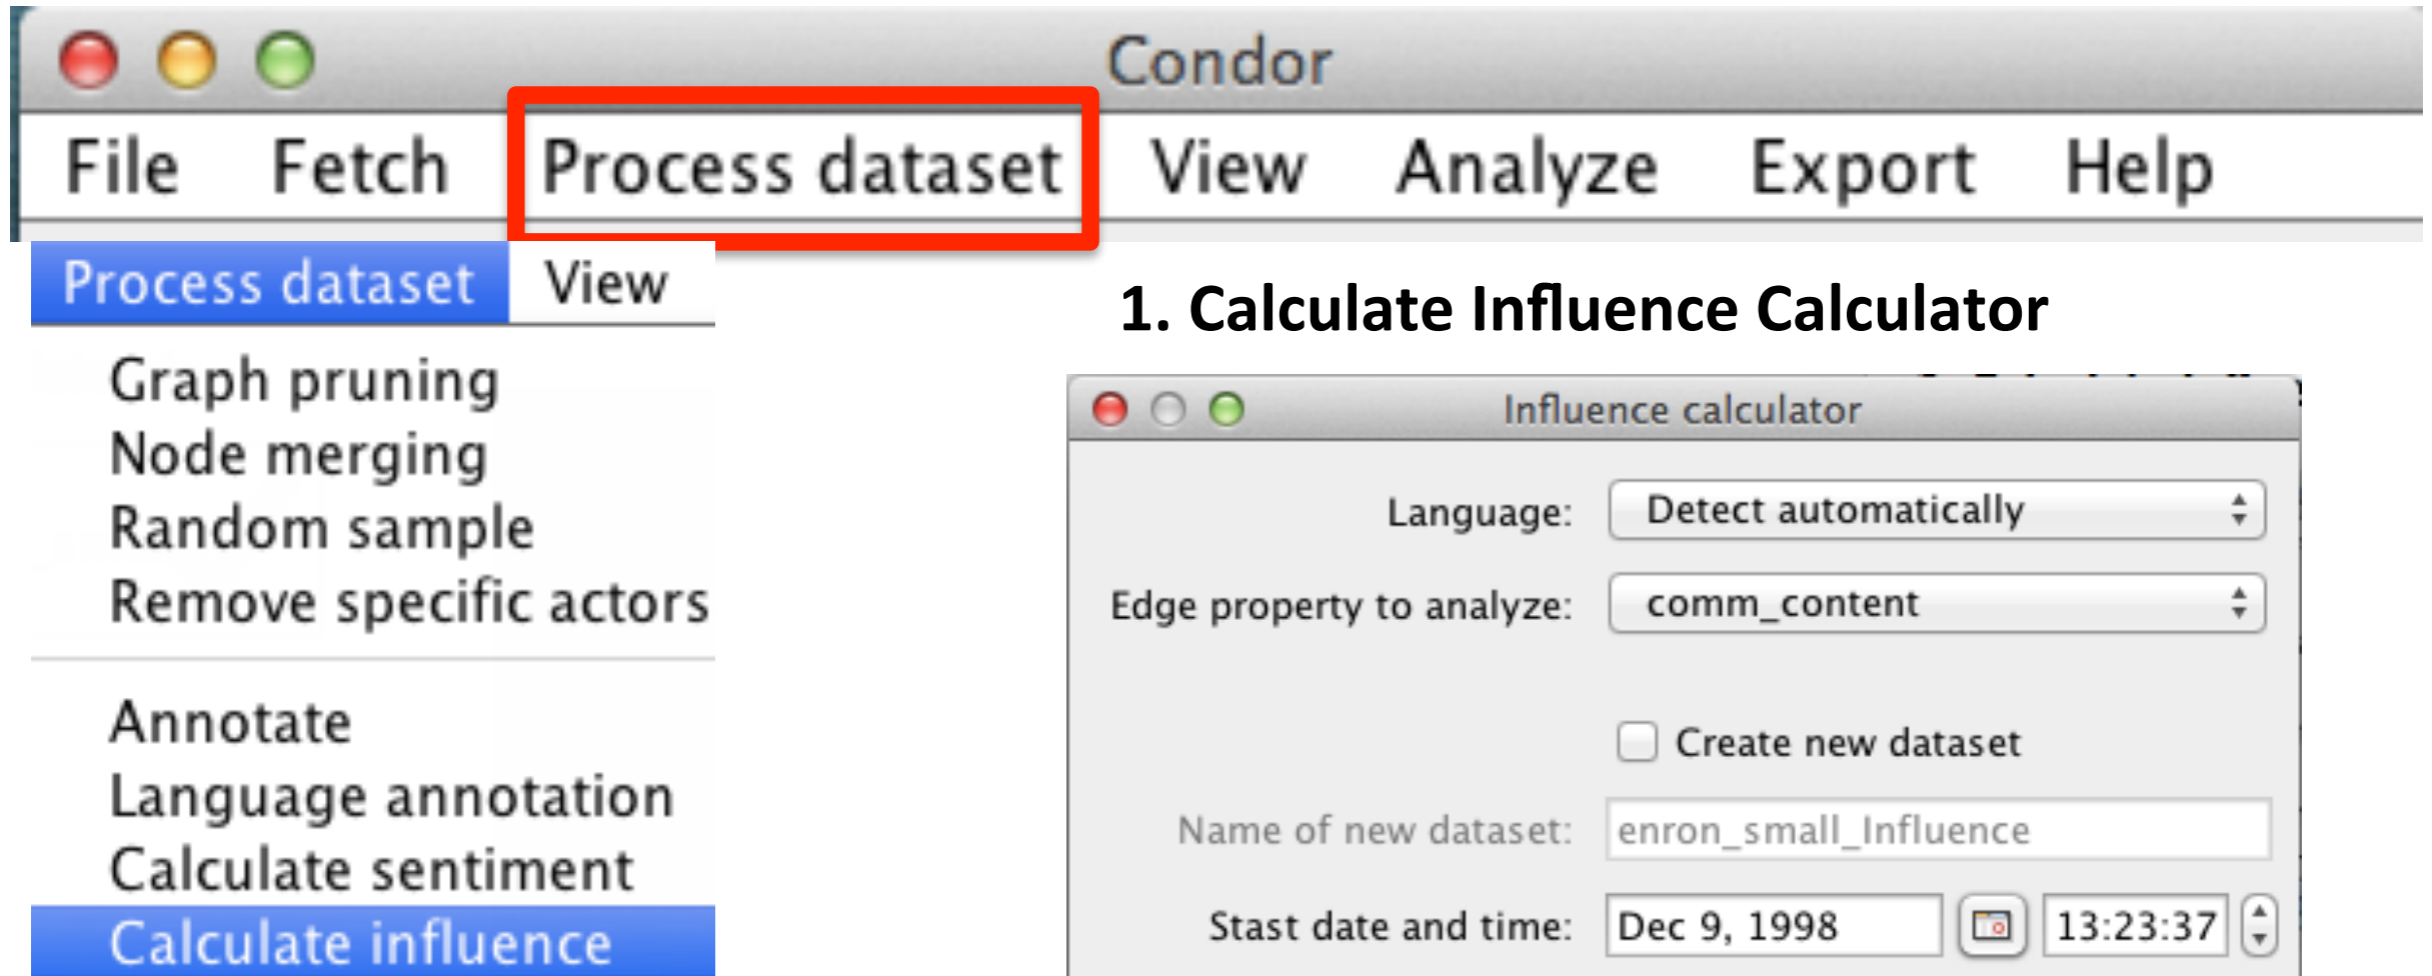 Condor
File Fetch Process dataset View Analyze Export Help
Process dataset View
Graph pruning
Node merging
Random sample
Remove specific actors
Annotate
Language annotation
Calculate sentiment
Calculate influence
1. Calculate Influence Calculator
Influence calculator
Language: Detect automatically
Edge property to analyze: comm_content
Create new dataset
Name of new dataset: enron_small_Influence
Stast date and time: Dec 9, 1998 13:23:37